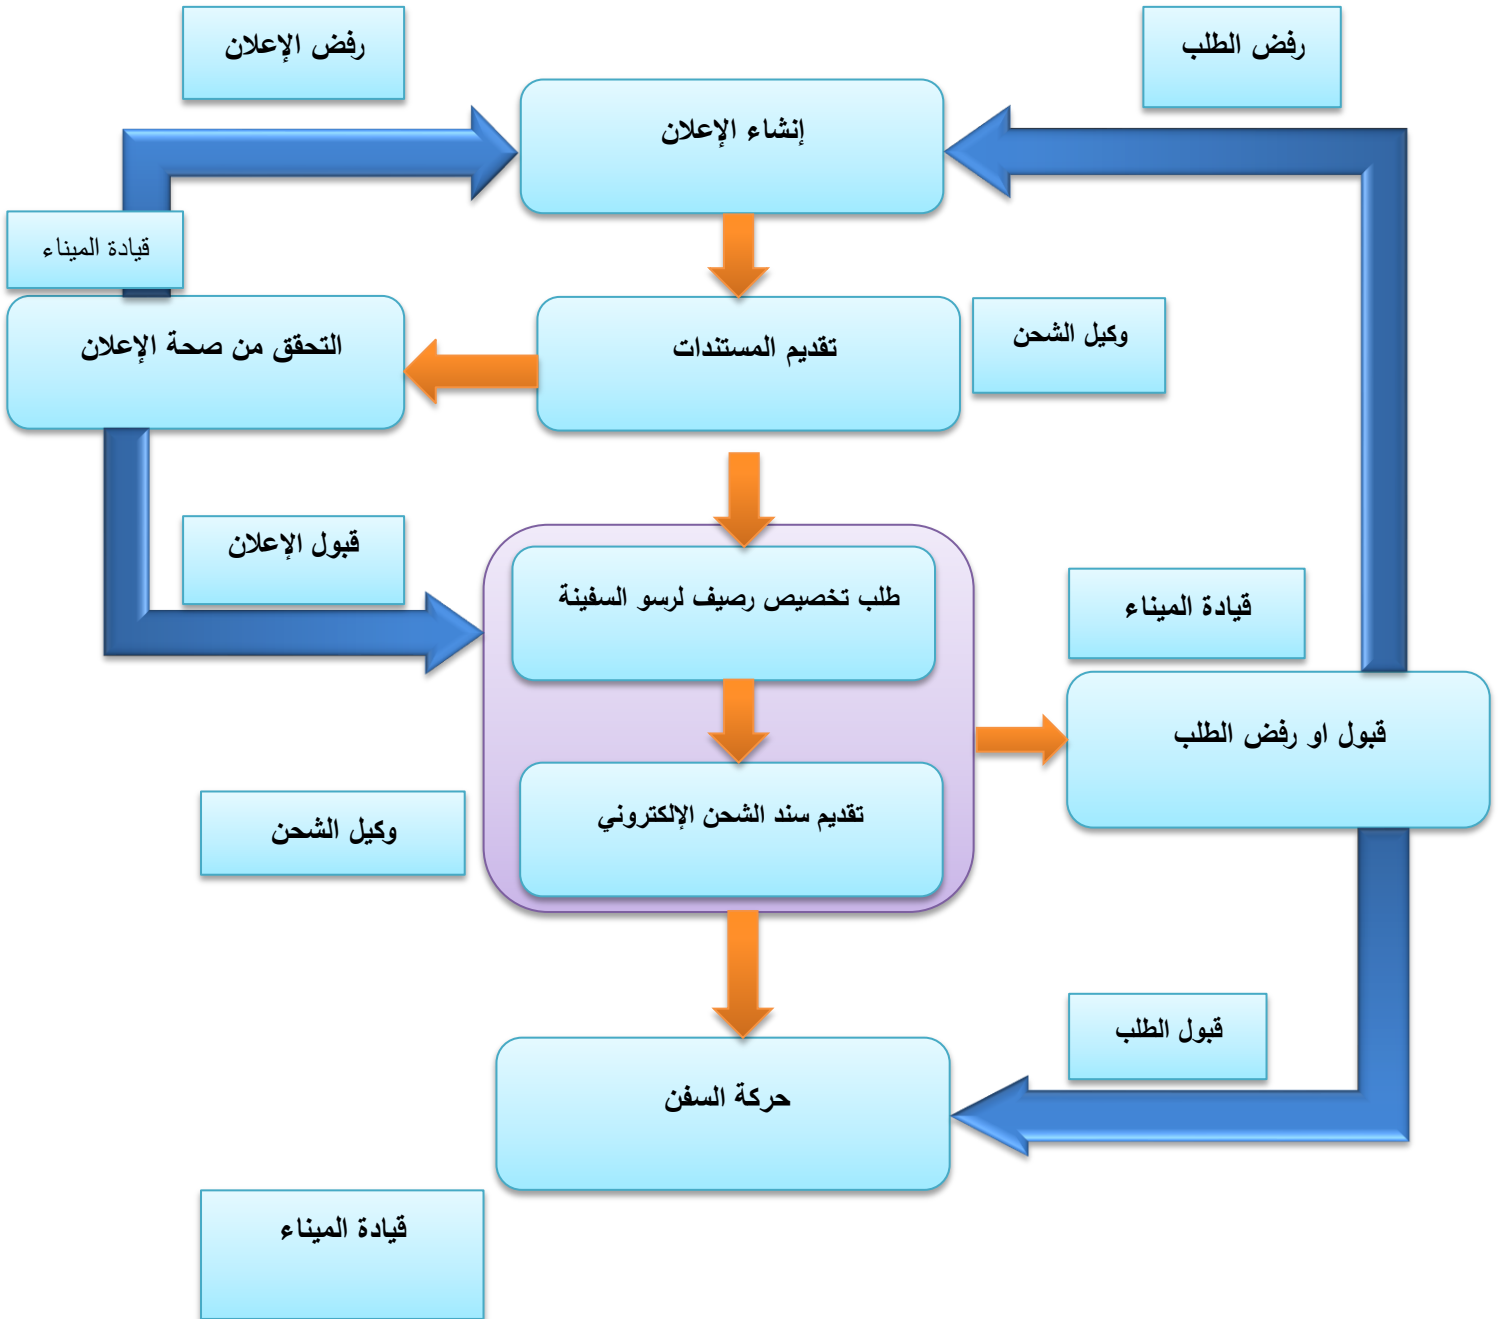 رفض الطلب
رفض الإعلان
إنشاء الإعلان
قيادة الميناء
وكيل الشحن
تقديم المستندات
التحقق من صحة الإعلان
قبول الإعلان
طلب تخصيص رصيف لرسو السفينة
قيادة الميناء
قبول او رفض الطلب
تقديم سند الشحن الإلكتروني
وكيل الشحن
قبول الطلب
حركة السفن
قيادة الميناء